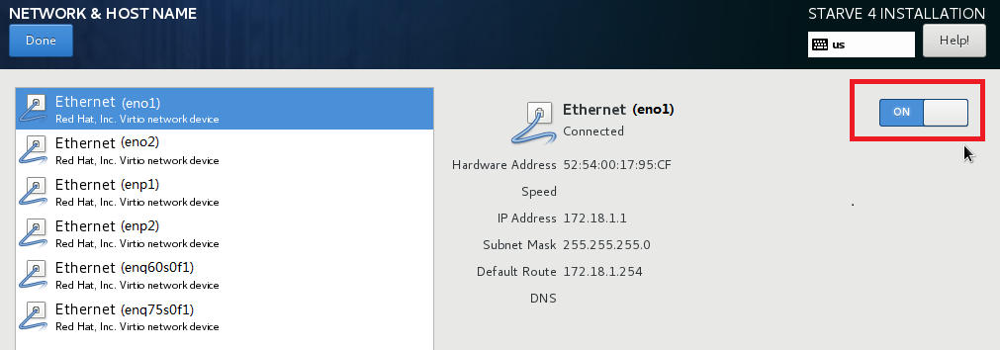 NETWORK & HOST NAME
STARVE 4 INSTALLATION
Done
us
Help!
Ethernet (eno1)
Red Hat, Inc. Virtio network device
Ethernet (eno2)
Red Hat, Inc. Virtio network device
Ethernet (enp1)
Red Hat, Inc. Virtio network device
Ethernet (enp2)
Red Hat, Inc. Virtio network device
Ethernet (enq60s0f1)
Red Hat, Inc. Virtio network device
Ethernet (enq75s0f1)
Red Hat, Inc. Virtio network device
Ethernet (eno1)
Connected
ON
Hardware Address 52:54:00:17:95:CF
Speed
IP Address 172.18.1.1
Subnet Mask 255.255.255.0
Default Route 172.18.1.254
DNS